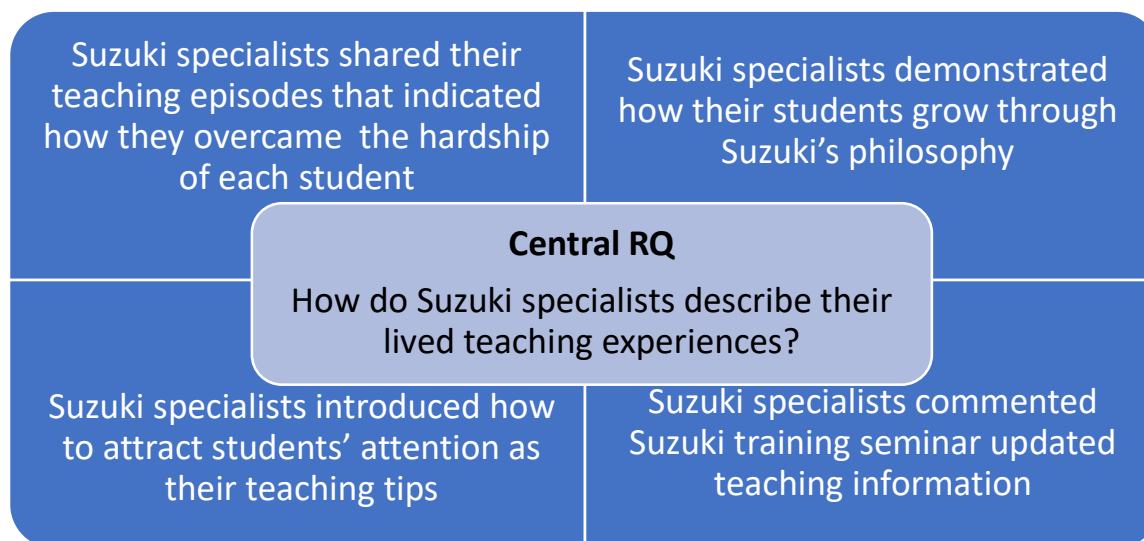 Suzuki specialists shared their
teaching episodes that indicated
how they overcame the hardship
of each student
Suzuki specialists demonstrated
how their students grow through
Suzuki's philosophy
Central RQ
How do Suzuki specialists describe their
lived teaching experiences?
Suzuki specialists introduced how
to attract students' attention as
their teaching tips
Suzuki specialists commented
Suzuki training seminar updated
teaching information